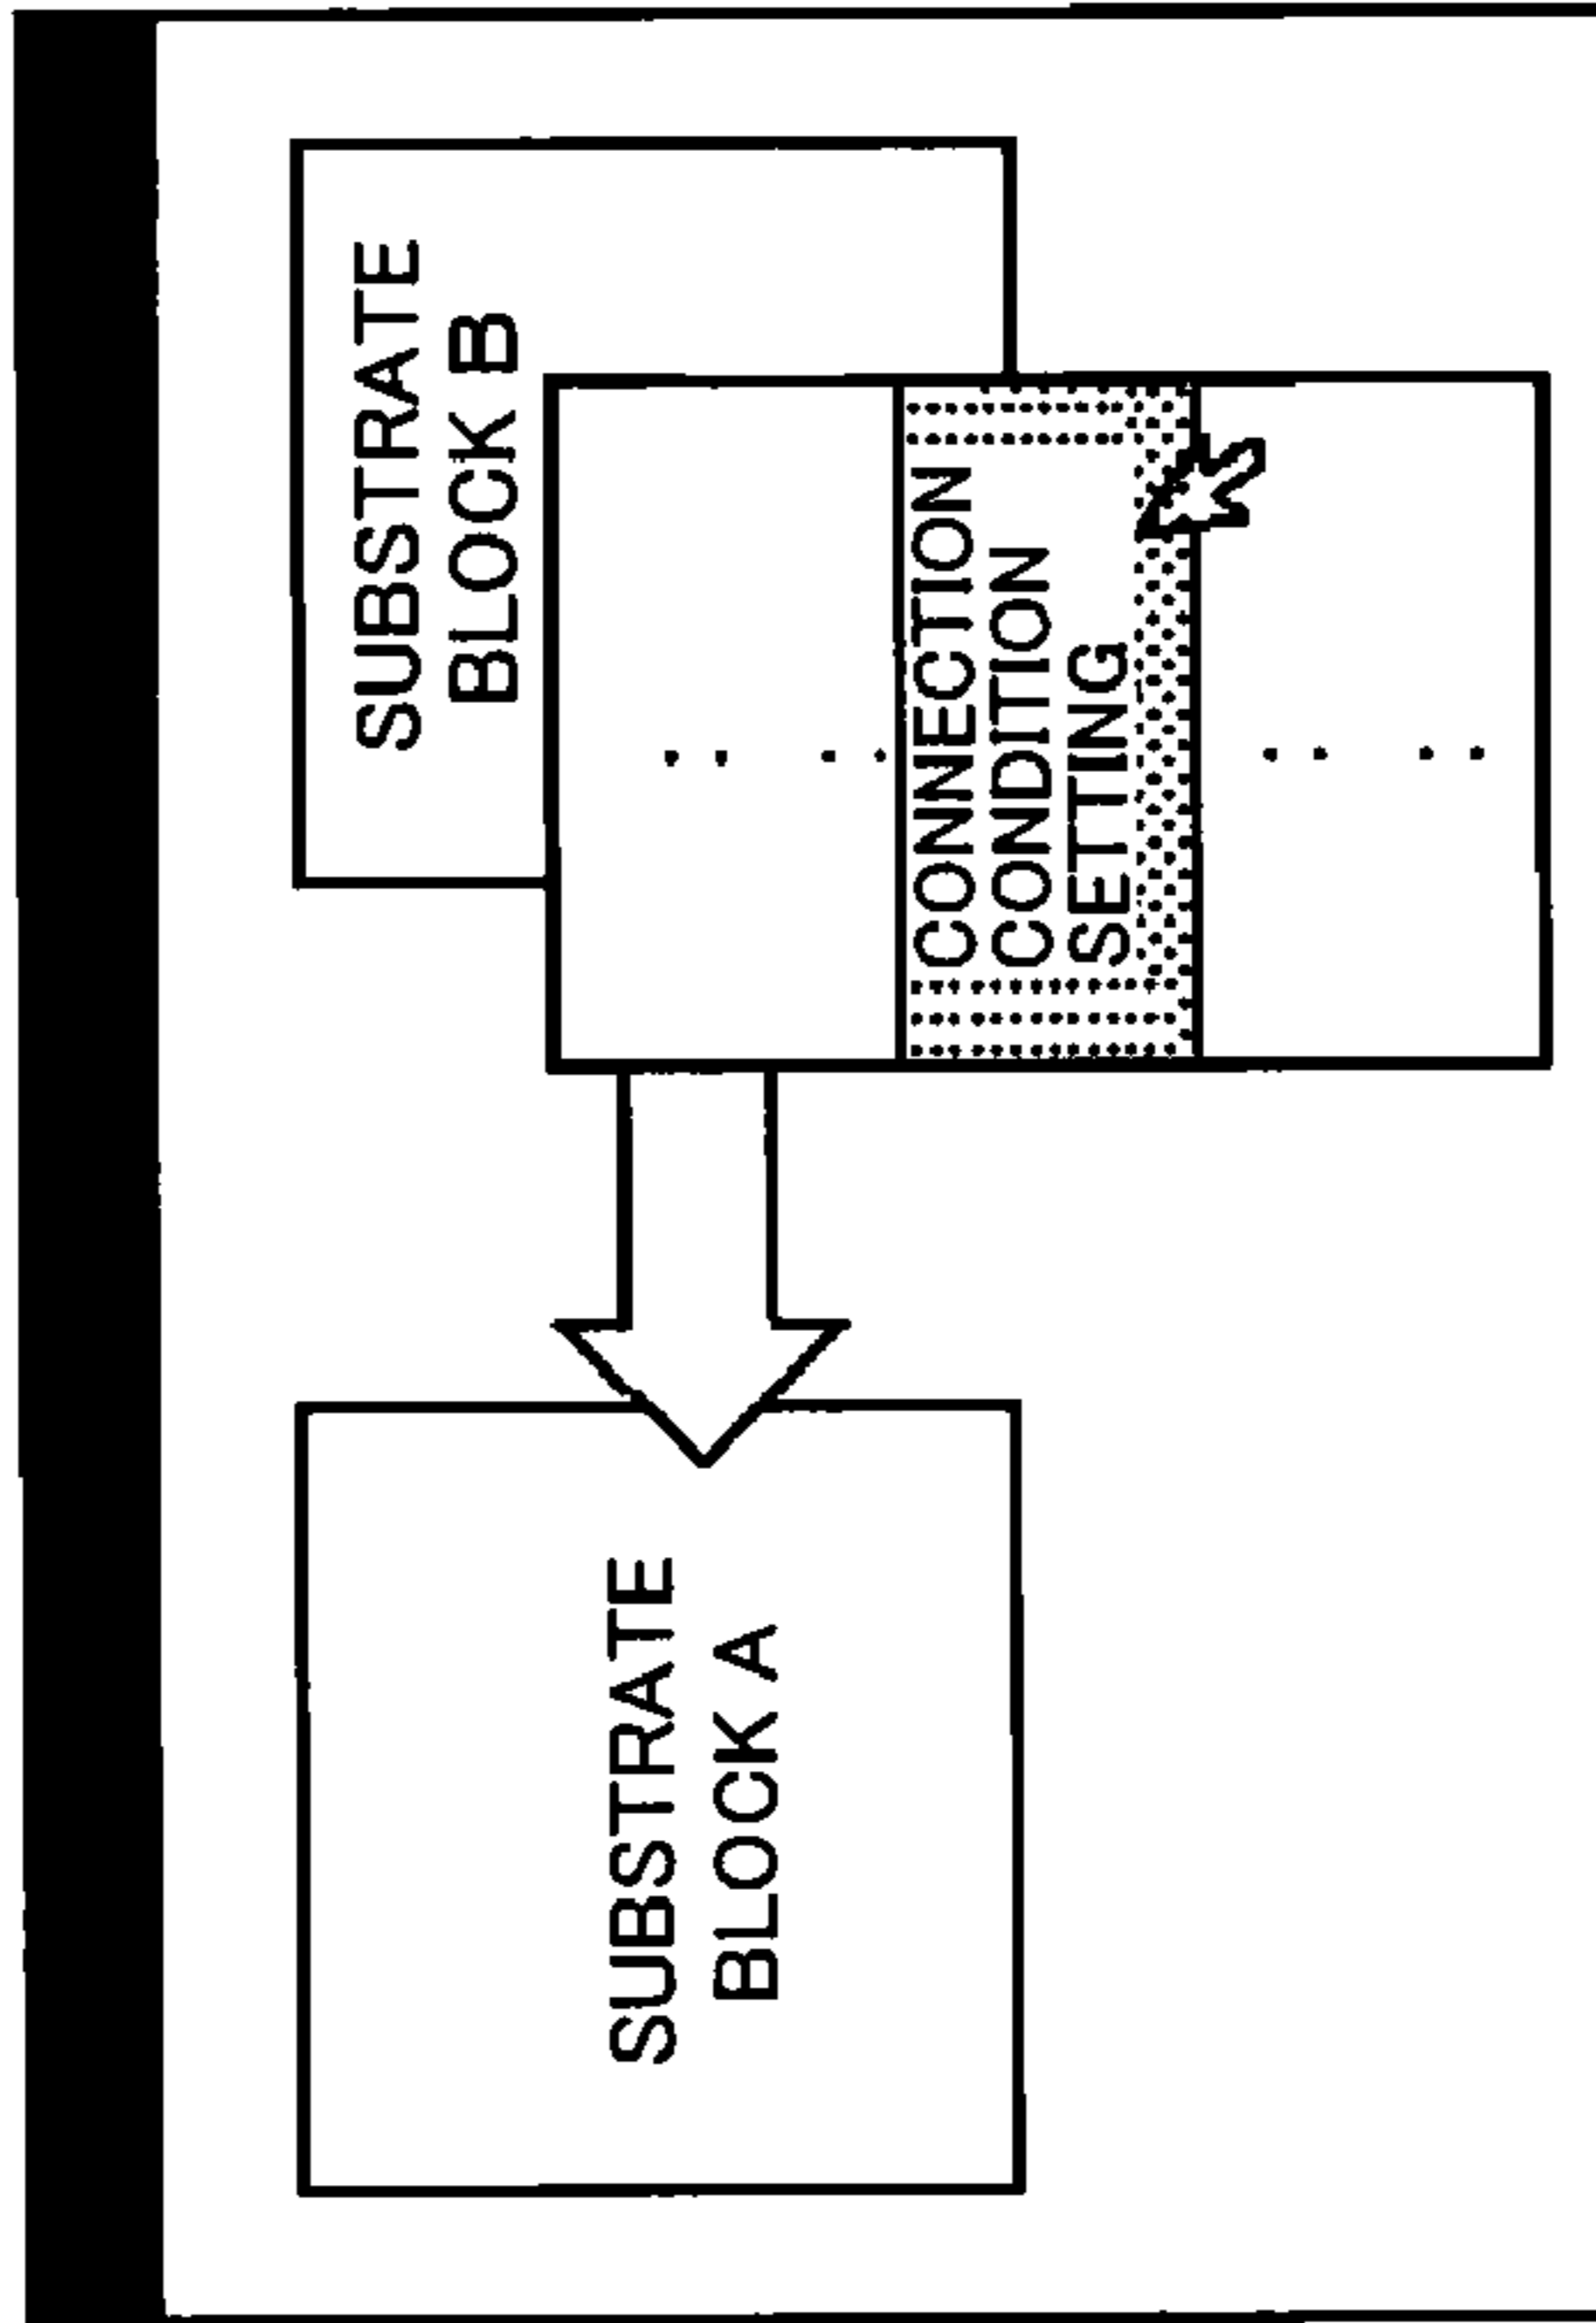 SUBSTRATE
BLOCK A
SUBSTRATE
BLOCK B
CONNECTION
CONDITION
SETTING